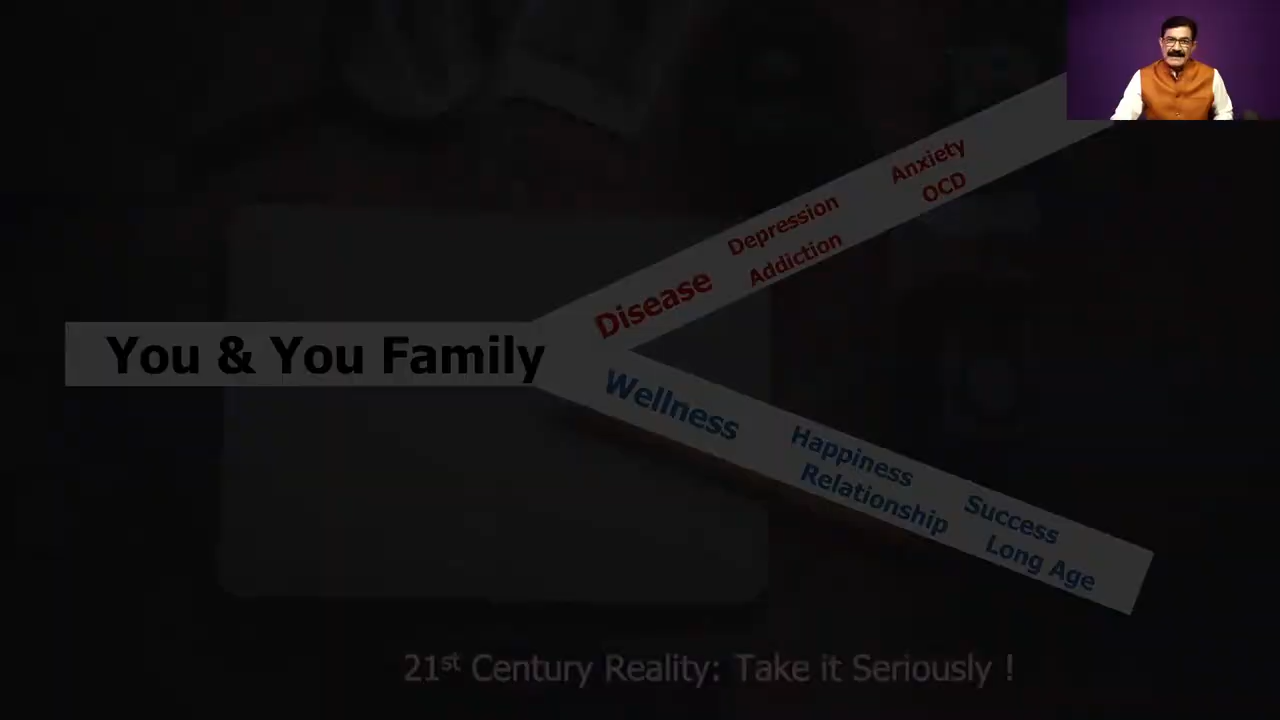 Anxiety
OCD
Depression
Addiction
Disease
You & You Family
Wellness
Happiness
Relationship
Success
Long Age
21st Century Reality: Take it Seriously !